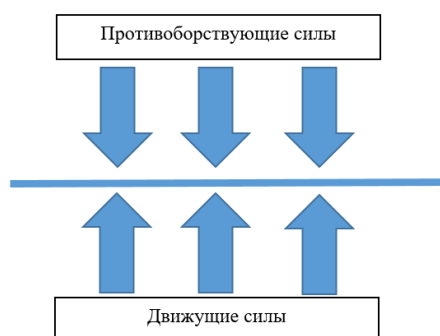 Противоборствующие силы
Движущие силы